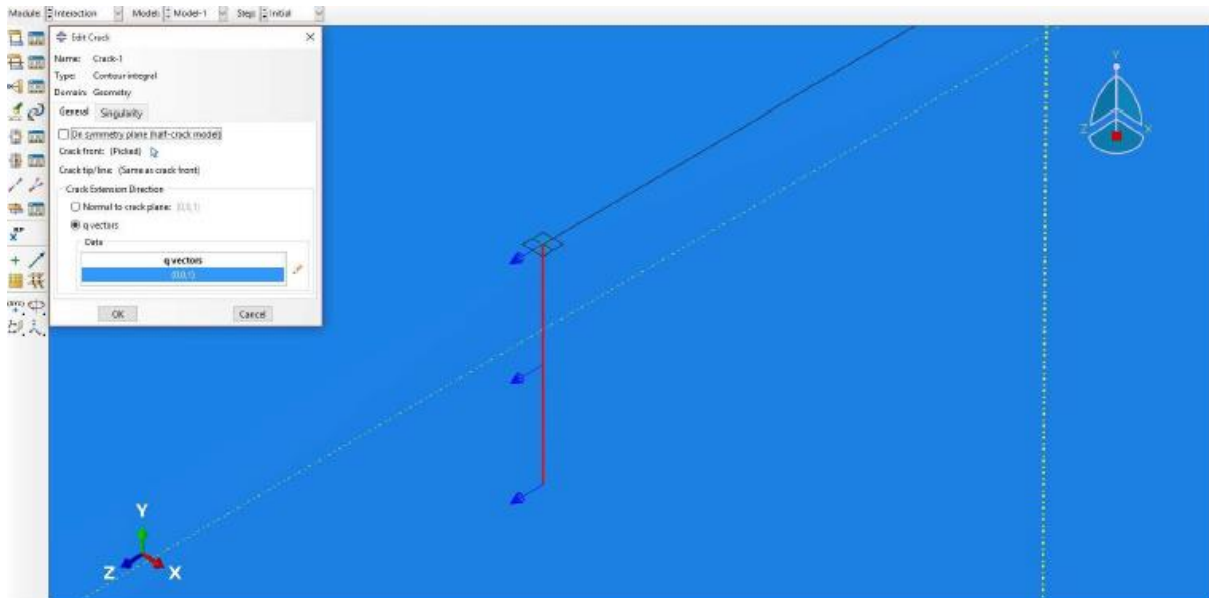 Module: Interaction Model: Model-1 Step: Initial
Edit Crack
Name: Crack-1
Type: Contour integral
Domain: Geometry
General Singularity
On symmetry plane (half-crack model)
Crack front: (Picked)
Crack tip/line: (Same as crack front)
Crack Extension Direction
Normal to crack plane: (0,0,1)
q vectors
Data
q vectors
(0,0,1)
OK Cancel
Y
Z X
Y
Z X